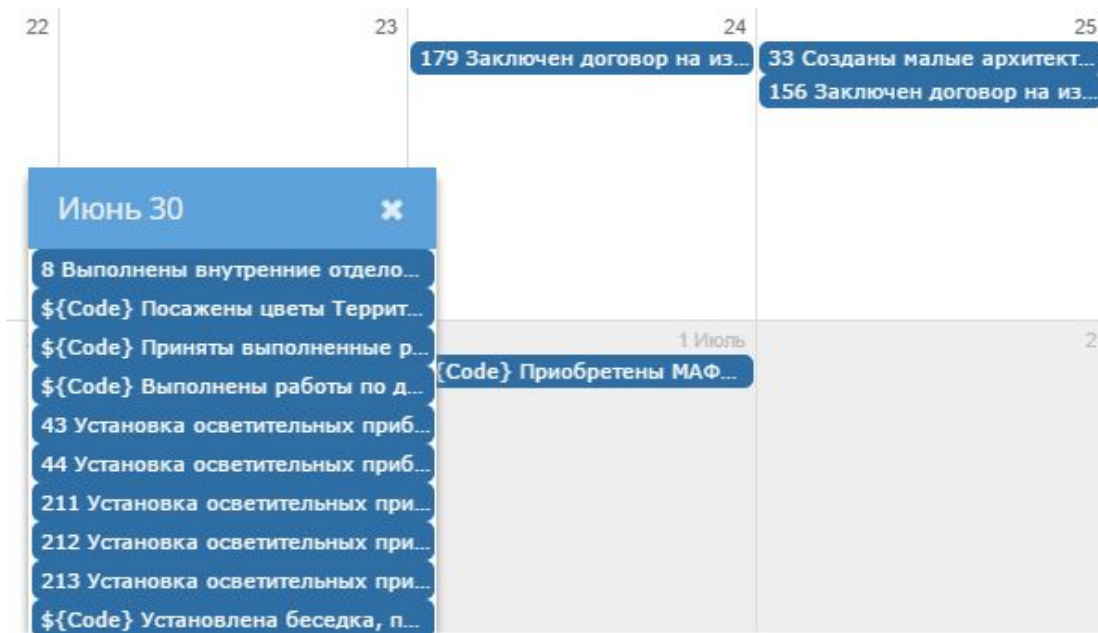 22
23
24
25
179 Заключен договор на из...
33 Созданы малые архитект...
156 Заключен договор на из...
Июнь 30
8 Выполнены внутренние отдело...
${Code} Посажены цветы Террит...
${Code} Приняты выполненные р...
${Code} Выполнены работы по д...
43 Установка осветительных приб...
44 Установка осветительных приб...
211 Установка осветительных при...
212 Установка осветительных при...
213 Установка осветительных при...
${Code} Установлена беседка, п...
1 Июль
2
{Code} Приобретены МАФ...